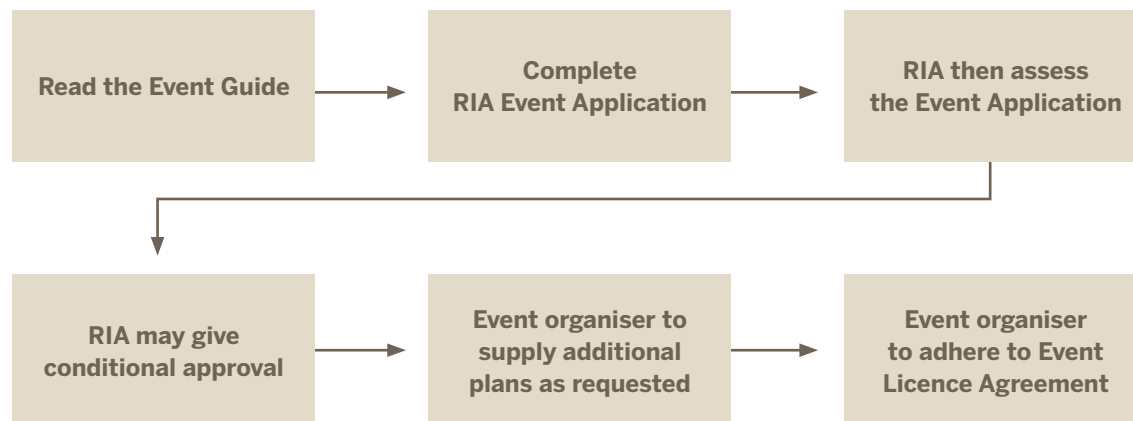 Read the Event Guide
Complete
RIA Event Application
RIA then assess
the Event Application
RIA may give
conditional approval
Event organiser to
supply additional
plans as requested
Event organiser
to adhere to Event
Licence Agreement